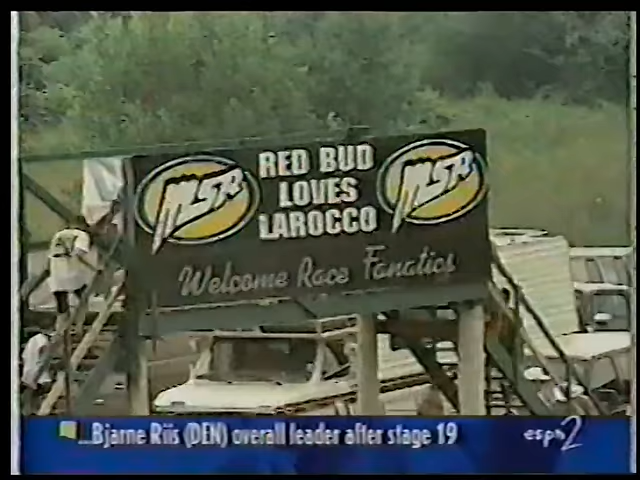 MSR
RED BUD
LOVES
LAROCCO
MSR
Welcome Race Fanatics
...Bjarne Riis (DEN) overall leader after stage 19
espn2